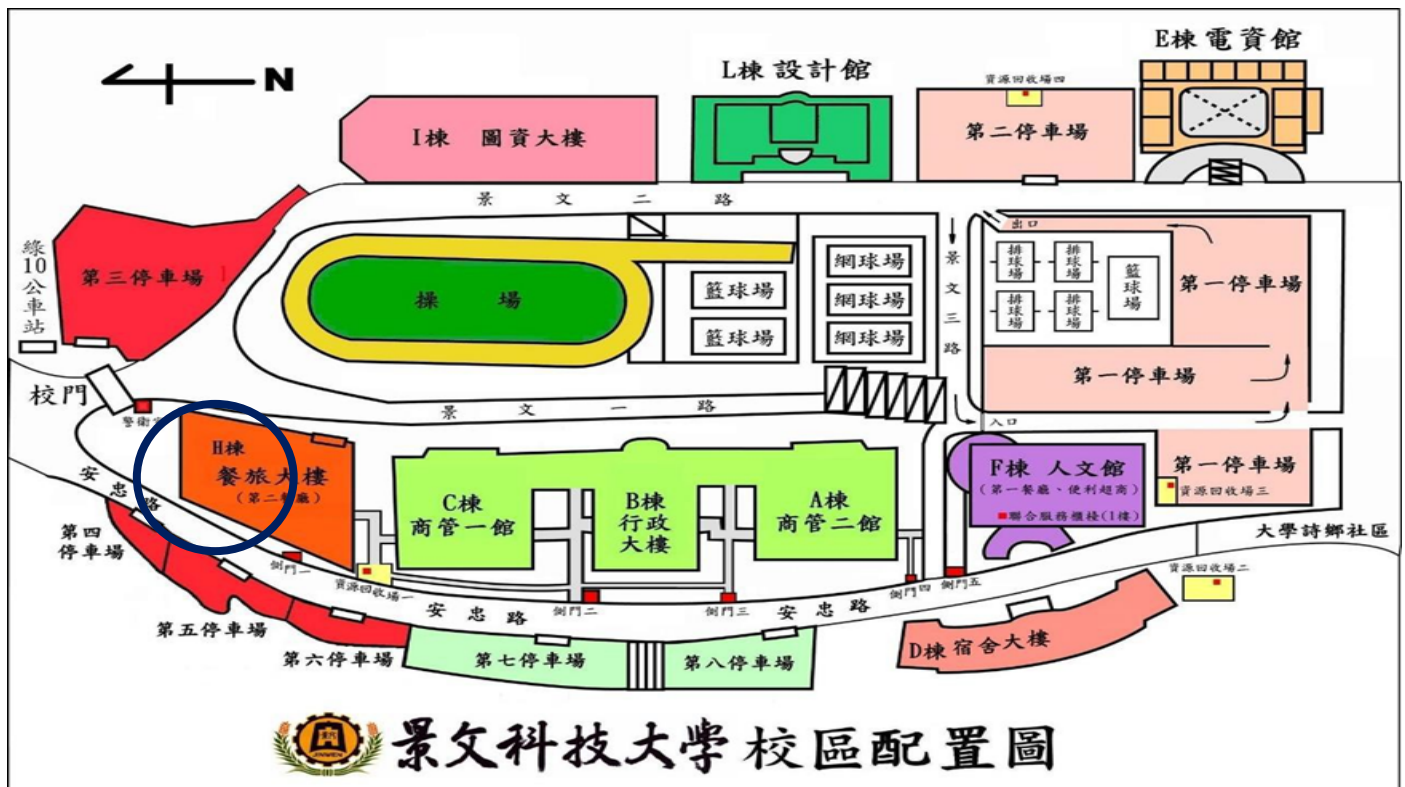 E棟電資館
L棟設計館
資源回收場四
N
I棟 圖資大樓
第二停車場
景文二路
綠10公車站
第三停車場
操場
籃球場
籃球場
網球場
網球場
網球場
景文三路
出口
排球場
排球場
排球場
排球場
籃球場
第一停車場
第一停車場
校門
景文一路
入口
H棟
餐旅大樓
(第二餐廳)
C棟
商管一館
B棟
行政
大樓
A棟
商管二館
F棟 人文館
(第一餐廳、便利超商)
聯合服務櫃檯(1樓)
第一停車場
資源回收場三
大學詩鄉社區
安忠路
第四
停車場
側門一
資源回收場一
安忠路
側門二
側門三
安忠路
側門四
側門五
資源回收場二
第五停車場
第六停車場
第七停車場
第八停車場
D棟宿舍大樓
景文科技大學校區配置圖